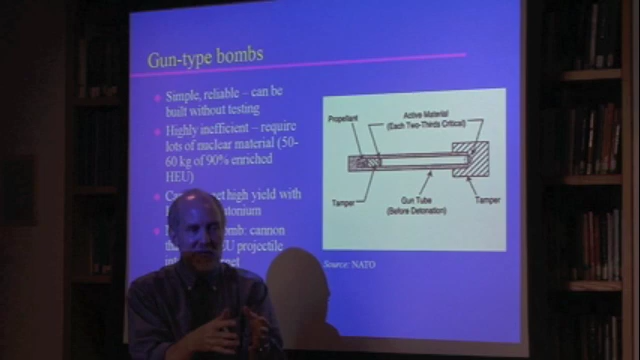 Gun-type bombs
Simple, reliable – can be
built without testing
Highly inefficient – require
lots of nuclear material (50-
60 kg of 90% enriched
HEU)
high yield with
cannon
projectile
Propellant
Active Material
(Each Two-Thirds Critical)
Tamper
Gun Tube
(Before Detonation)
Tamper
Source: NATO